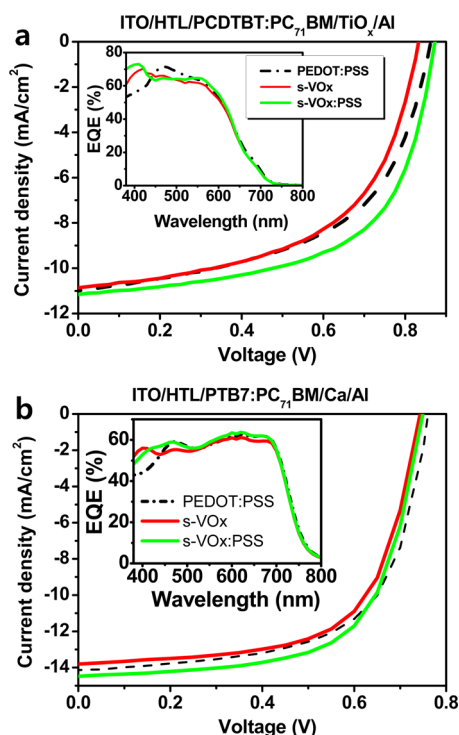 a
ITO/HTL/PCDTBT:PC71BM/TiOx/Al
Current density (mA/cm²)
0
-2
-4
-6
-8
-10
-12
0.0 0.2 0.4 0.6 0.8
Voltage (V)
EQE (%)
80
60
40
20
0
400 500 600 700 800
Wavelength (nm)
PEDOT:PSS
s-VOx
s-VOx:PSS
b
ITO/HTL/PTB7:PC71BM/Ca/Al
Current density (mA/cm²)
0
-2
-4
-6
-8
-10
-12
-14
0.0 0.2 0.4 0.6 0.8
Voltage (V)
EQE (%)
60
40
20
0
400 500 600 700 800
Wavelength (nm)
PEDOT:PSS
s-VOx
s-VOx:PSS